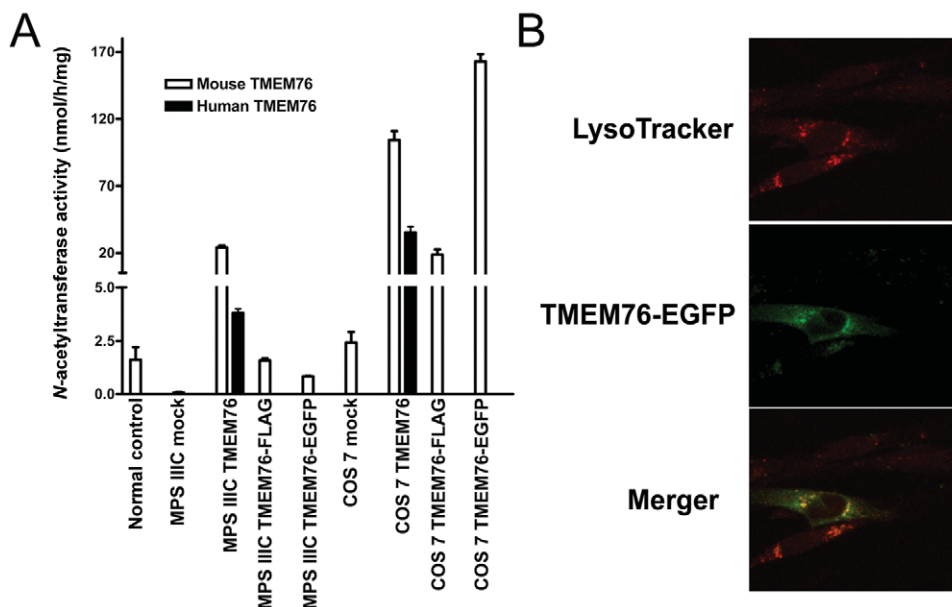 A
N-acetyltransferase activity (nmol/h/mg)
170
120
70
20
5.0
2.5
0.0
Mouse TMEM76
Human TMEM76
Normal control
MPS IIIC mock
MPS IIIC TMEM76
MPS IIIC TMEM76-FLAG
MPS IIIC TMEM76-EGFP
COS 7 mock
COS 7 TMEM76
COS 7 TMEM76-FLAG
COS 7 TMEM76-EGFP
B
LysoTracker
TMEM76-EGFP
Merger